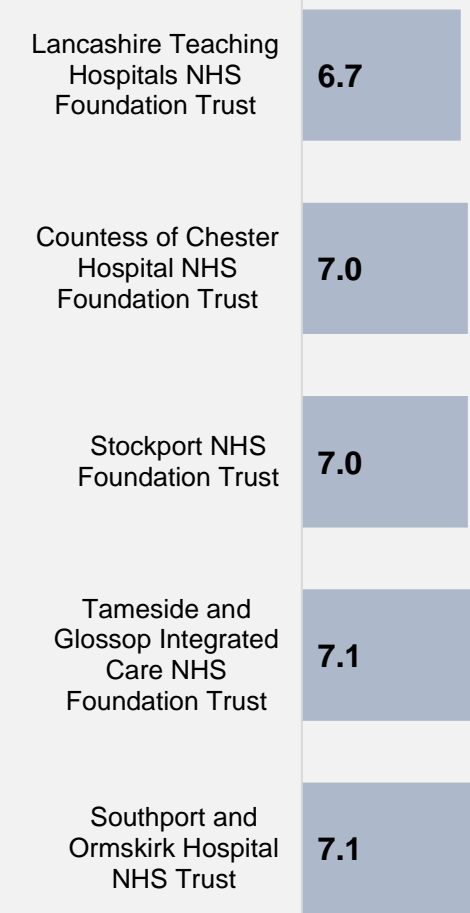 Lancashire Teaching
Hospitals NHS
Foundation Trust
6.7
Countess of Chester
Hospital NHS
Foundation Trust
7.0
Stockport NHS
Foundation Trust
7.0
Tameside and
Glossop Integrated
Care NHS
Foundation Trust
7.1
Southport and
Ormskirk Hospital
NHS Trust
7.1